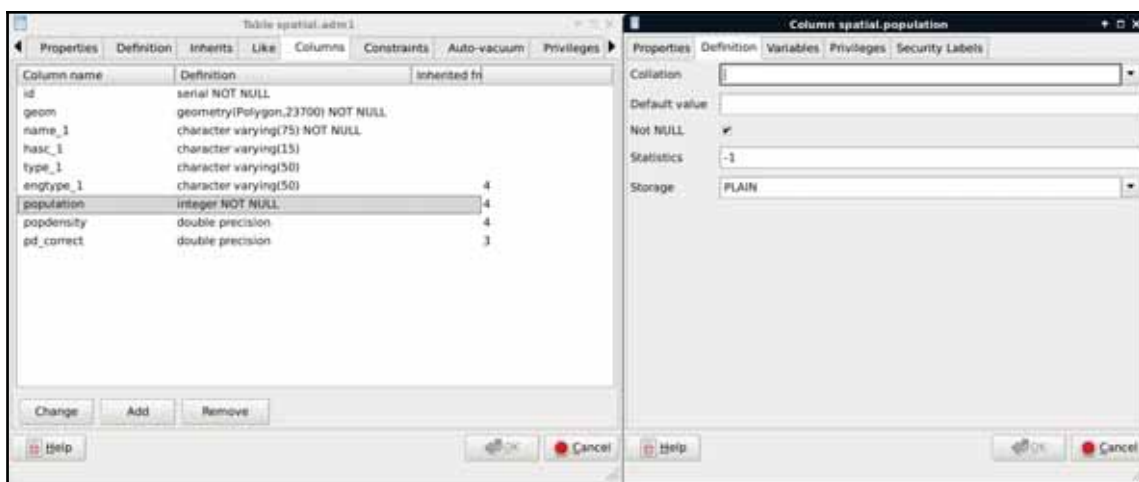 Table spatial.adm1
Properties Definition Inherits Like Columns Constraints Auto-vacuum Privileges
Column name Definition Inherited fr
id serial NOT NULL
geom geometry(Polygon,23700) NOT NULL
name_1 character varying(75) NOT NULL
hasc_1 character varying(15)
type_1 character varying(50)
engtype_1 character varying(50) 4
population integer NOT NULL 4
popdensity double precision 4
pd_correct double precision 3
Change Add Remove
Help OK Cancel
Column spatial.population
Properties Definition Variables Privileges Security Labels
Collation
Default value
Not NULL
Statistics -1
Storage PLAIN
Help OK Cancel